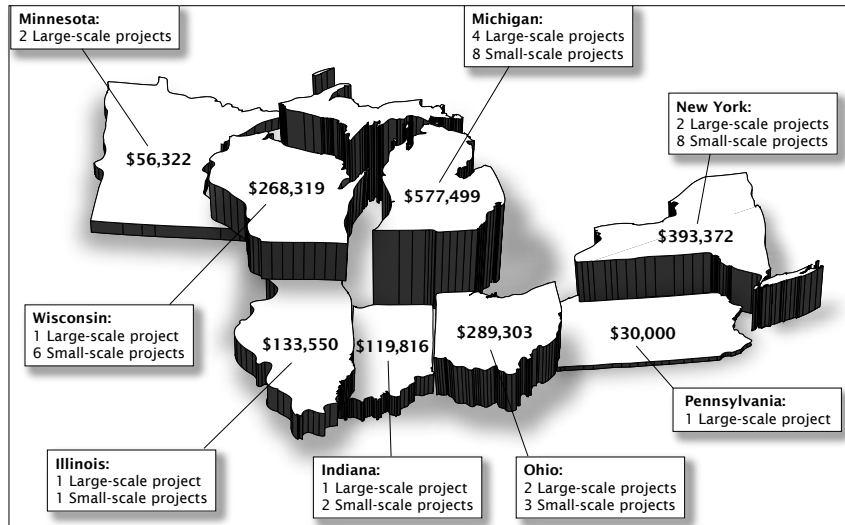 Minnesota:
2 Large-scale projects
Michigan:
4 Large-scale projects
8 Small-scale projects
New York:
2 Large-scale projects
8 Small-scale projects
$56,322
$268,319
$577,499
$393,372
Wisconsin:
1 Large-scale project
6 Small-scale projects
$133,550
$119,816
$289,303
$30,000
Pennsylvania:
1 Large-scale project
Illinois:
1 Large-scale project
1 Small-scale projects
Indiana:
1 Large-scale project
2 Small-scale projects
Ohio:
2 Large-scale projects
3 Small-scale projects